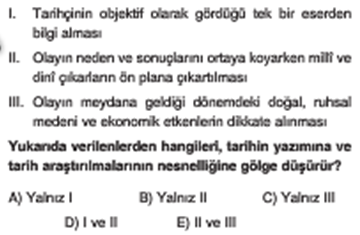 I. Tarihçinin objektif olarak gördüğü tek bir eserden
bilgi alması
II. Olayın neden ve sonuçlarını ortaya koyarken millî ve
dinî çıkarların ön plana çıkartılması
III. Olayın meydana geldiği dönemdeki doğal, ruhsal
medeni ve ekonomik etkenlerin dikkate alınması
Yukarıda verilenlerden hangileri, tarihin yazımına ve
tarih araştırılmalarının nesnelliğine gölge düşürür?
A) Yalnız I B) Yalnız II C) Yalnız III
D) I ve II E) II ve III